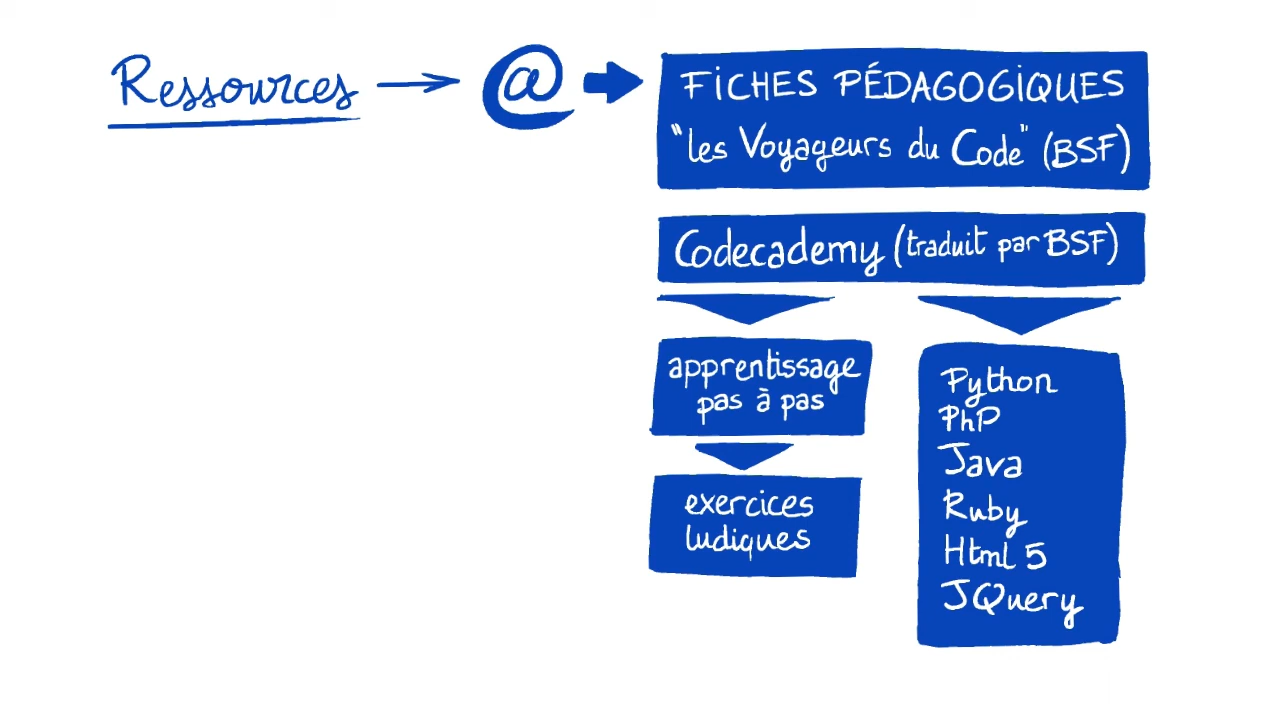 Ressources
@
FiCHES PÉDAGOGiQUES
"les Voyageurs du Code" (BSF)
Codecademy (traduit par BSF)
apprentissage
pas à pas
exercices
ludiques
Python
PhP
Java
Ruby
Html 5
JQuery